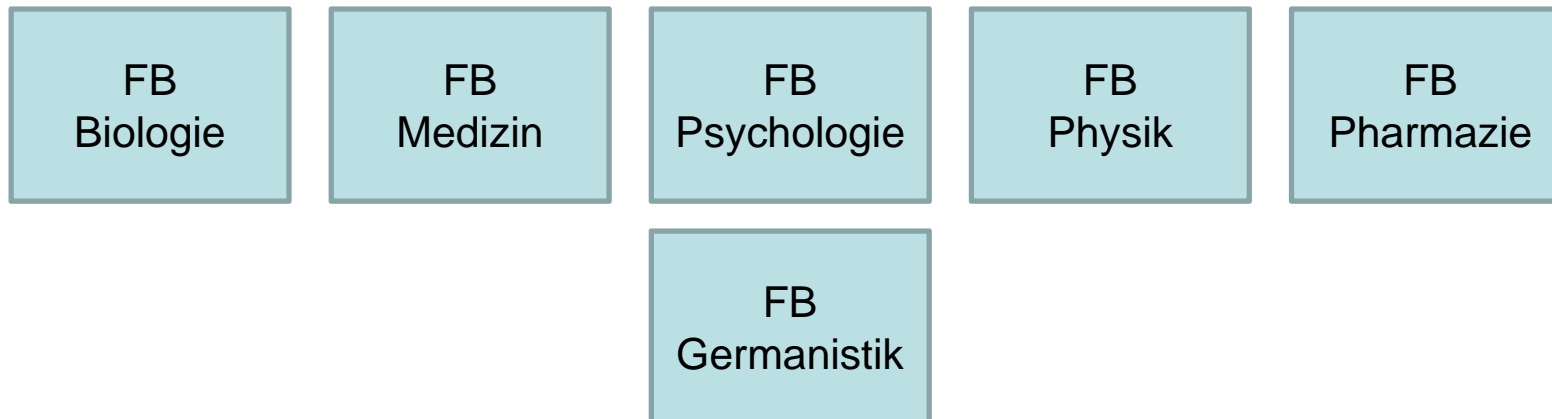 FB
Biologie
FB
Medizin
FB
Psychologie
FB
Physik
FB
Pharmazie
FB
Germanistik